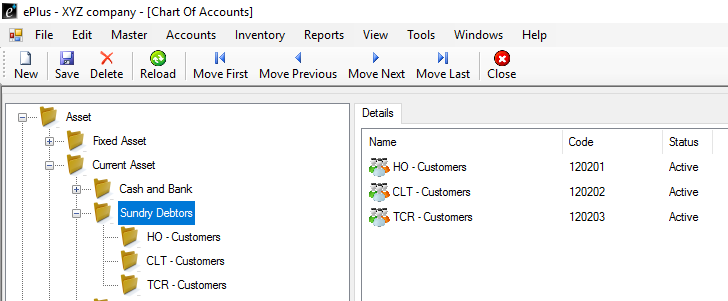 ePlus - XYZ company - [Chart Of Accounts]
File Edit Master Accounts Inventory Reports View Tools Windows Help
New Save Delete Reload Move First Move Previous Move Next Move Last Close
Asset
Fixed Asset
Current Asset
Cash and Bank
Sundry Debtors
HO - Customers
CLT - Customers
TCR - Customers
Details
Name Code Status
HO - Customers 120201 Active
CLT - Customers 120202 Active
TCR - Customers 120203 Active